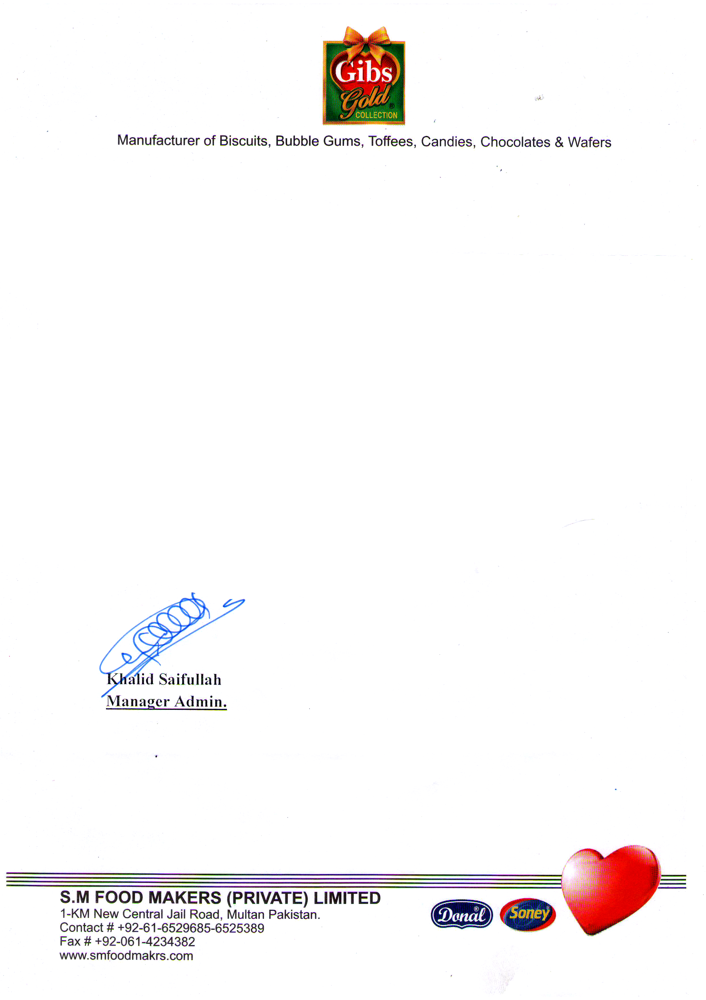 Gibs
Gold ®
COLLECTION
Manufacturer of Biscuits, Bubble Gums, Toffees, Candies, Chocolates & Wafers
Khalid Saifullah
Manager Admin.
S.M FOOD MAKERS (PRIVATE) LIMITED
1-KM New Central Jail Road, Multan Pakistan.
Contact # +92-61-6529685-6525389
Fax # +92-061-4234382
www.smfoodmakrs.com
Donal ®
Soney ®